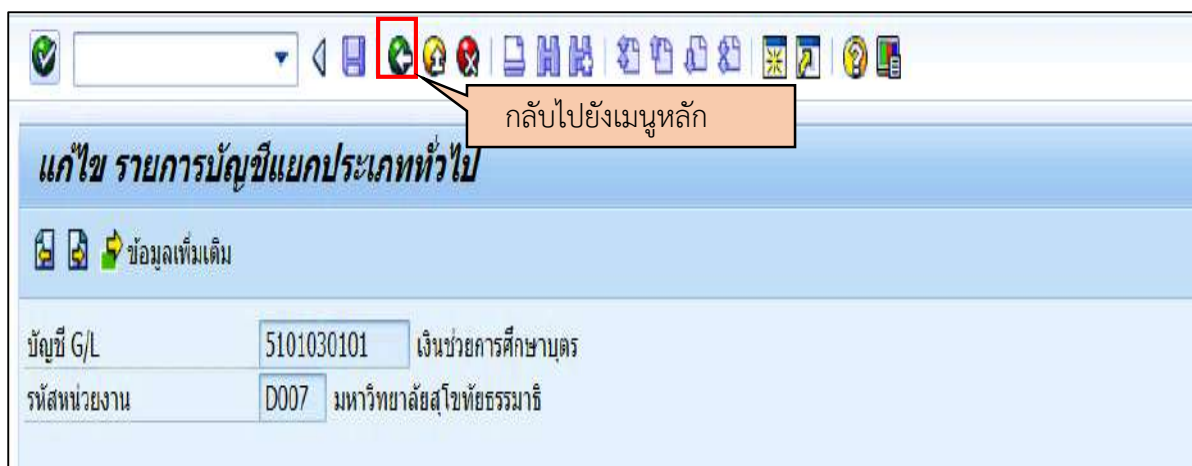 กลับไปยังเมนูหลัก
แก้ไข รายการบัญชีแยกประเภททั่วไป
ข้อมูลเพิ่มเติม
บัญชี G/L 5101030101 เงินช่วยการศึกษาบุตร
รหัสหน่วยงาน D007 มหาวิทยาลัยสุโขทัยธรรมาธิ